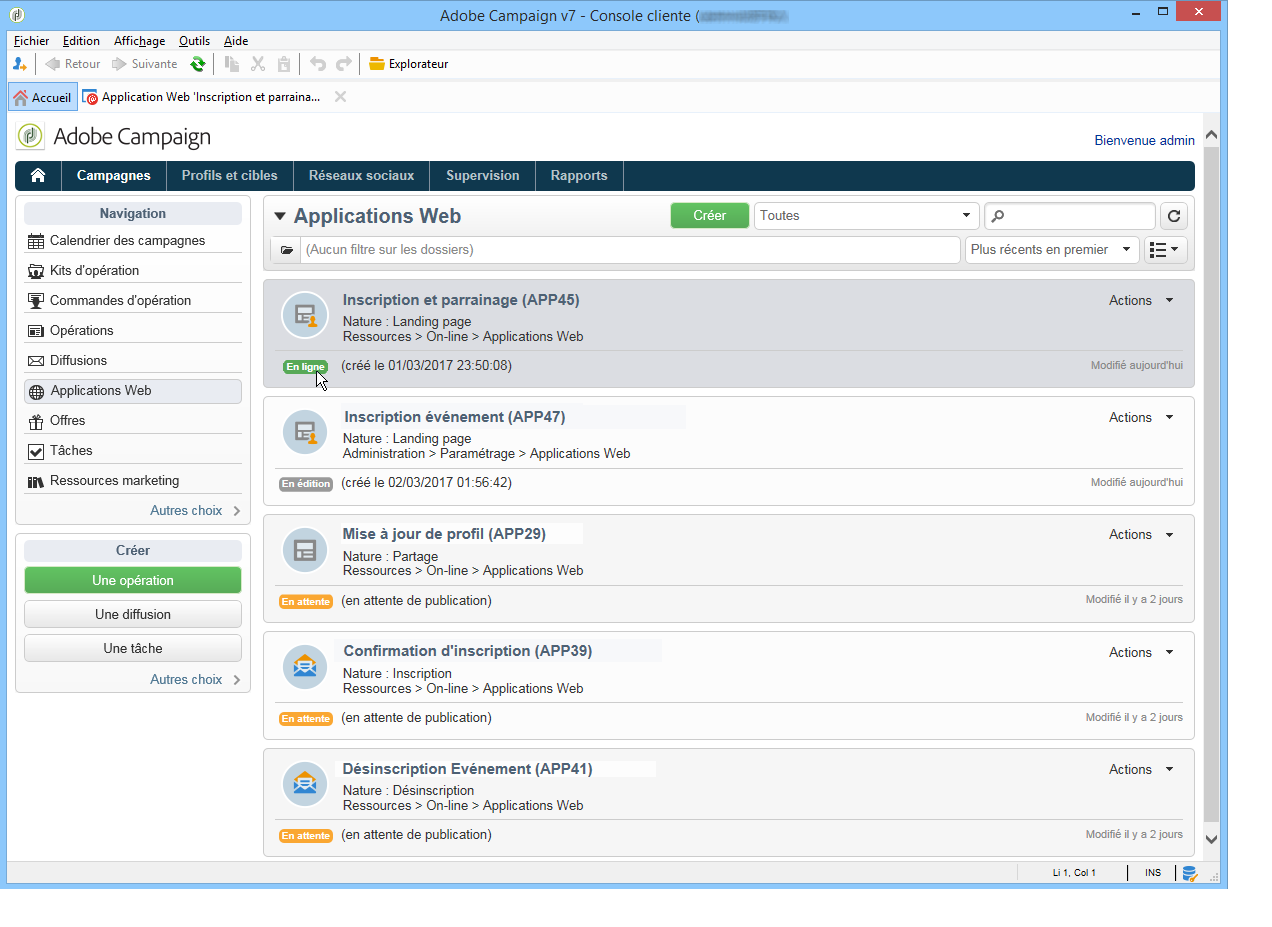 Adobe Campaign v7 - Console cliente (
Fichier Edition Affichage Outils Aide
Retour Suivante Explorateur
Accueil Application Web 'Inscription et parraina...
Adobe Campaign
Bienvenue admin
Campagnes Profils et cibles Réseaux sociaux Supervision Rapports
Navigation
Calendrier des campagnes
Kits d'opération
Commandes d'opération
Opérations
Diffusions
Applications Web
Offres
Tâches
Ressources marketing
Autres choix
Créer
Une opération
Une diffusion
Une tâche
Autres choix
Applications Web Créer Toutes
(Aucun filtre sur les dossiers) Plus récents en premier
Inscription et parrainage (APP45) Actions
Nature : Landing page
Ressources > On-line > Applications Web
En ligne (créé le 01/03/2017 23:50:08) Modifié aujourd'hui
Inscription événement (APP47) Actions
Nature : Landing page
Administration > Paramétrage > Applications Web
En édition (créé le 02/03/2017 01:56:42) Modifié aujourd'hui
Mise à jour de profil (APP29) Actions
Nature : Partage
Ressources > On-line > Applications Web
En attente (en attente de publication) Modifié il y a 2 jours
Confirmation d'inscription (APP39) Actions
Nature : Inscription
Ressources > On-line > Applications Web
En attente (en attente de publication) Modifié il y a 2 jours
Désinscription Evénement (APP41) Actions
Nature : Désinscription
Ressources > On-line > Applications Web
En attente (en attente de publication) Modifié il y a 2 jours
Li 1, Col 1 INS